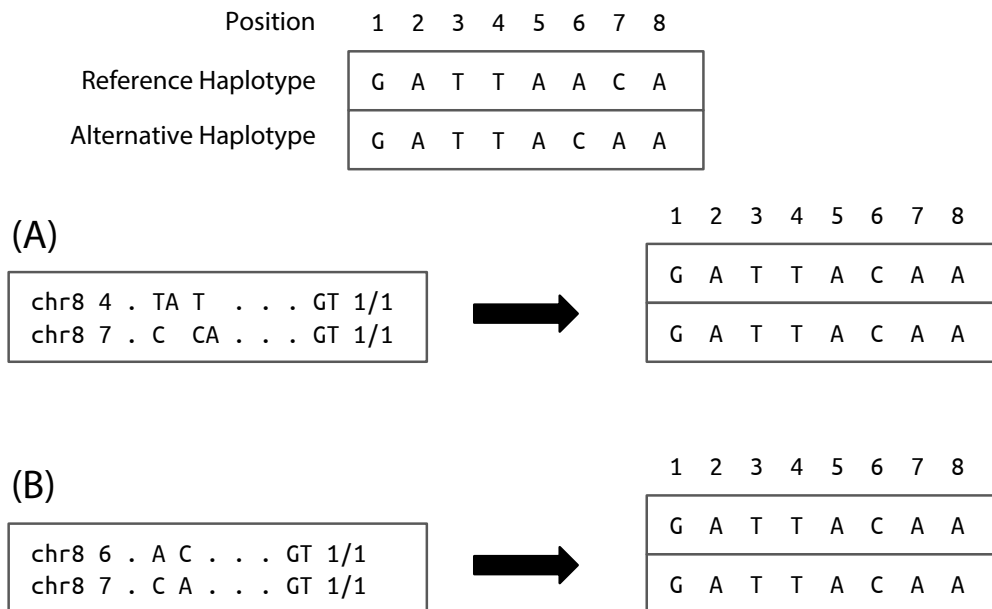 Position 1 2 3 4 5 6 7 8
Reference Haplotype G A T T A A C A
Alternative Haplotype G A T T A C A A
(A)
chr8 4 . TA T . . . GT 1/1
chr8 7 . C CA . . . GT 1/1
1 2 3 4 5 6 7 8
G A T T A C A A
G A T T A C A A
(B)
chr8 6 . A C . . . GT 1/1
chr8 7 . C A . . . GT 1/1
1 2 3 4 5 6 7 8
G A T T A C A A
G A T T A C A A